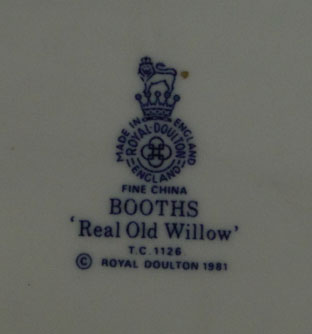 MADE IN ENGLAND
ROYAL DOULTON
ENGLAND
FINE CHINA
BOOTHS
'Real Old Willow'
T.C. 1126
© ROYAL DOULTON 1981